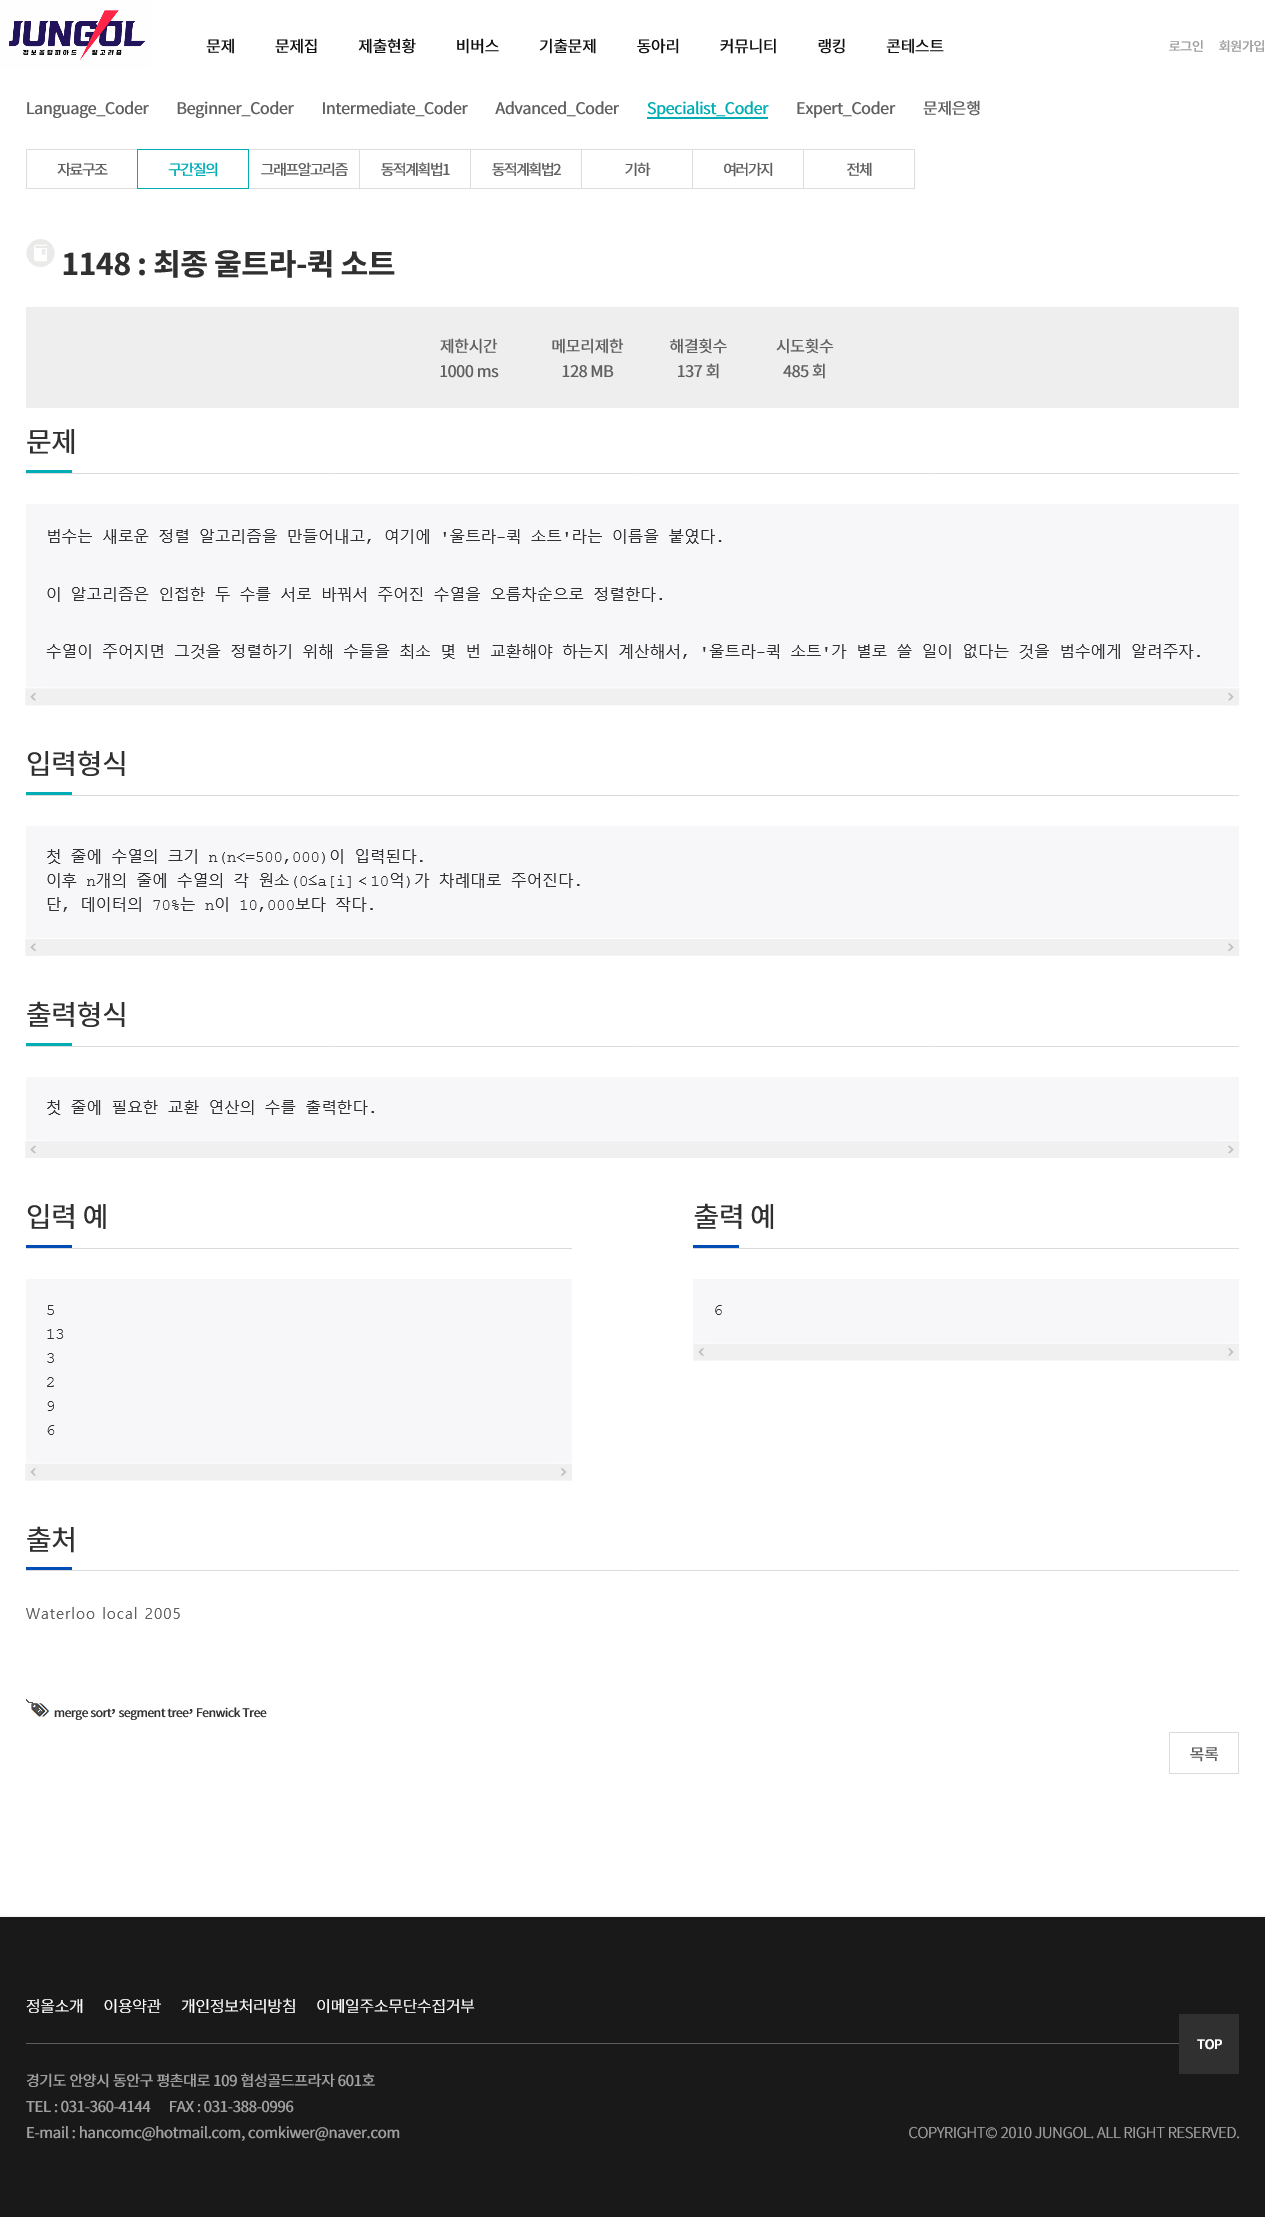 JUNGOL
정보올림피아드 알고리즘
문제 문제집 제출현황 비버스 기출문제 동아리 커뮤니티 랭킹 콘테스트 로그인 회원가입
Language_Coder Beginner_Coder Intermediate_Coder Advanced_Coder Specialist_Coder Expert_Coder 문제은행
자료구조 구간질의 그래프알고리즘 동적계획법1 동적계획법2 기하 여러가지 전체
1148 : 최종 울트라-퀵 소트
제한시간 메모리제한 해결횟수 시도횟수
1000 ms 128 MB 137 회 485 회
문제
범수는 새로운 정렬 알고리즘을 만들어내고, 여기에 '울트라-퀵 소트'라는 이름을 붙였다.
이 알고리즘은 인접한 두 수를 서로 바꿔서 주어진 수열을 오름차순으로 정렬한다.
수열이 주어지면 그것을 정렬하기 위해 수들을 최소 몇 번 교환해야 하는지 계산해서, '울트라-퀵 소트'가 별로 쓸 일이 없다는 것을 범수에게 알려주자.
입력형식
첫 줄에 수열의 크기 n(n<=500,000)이 입력된다.
이후 n개의 줄에 수열의 각 원소(0≤a[i]<10억)가 차례대로 주어진다.
단, 데이터의 70%는 n이 10,000보다 작다.
출력형식
첫 줄에 필요한 교환 연산의 수를 출력한다.
입력 예
5
13
3
2
9
6
출력 예
6
출처
Waterloo local 2005
merge sort, segment tree, Fenwick Tree
목록
정올소개 이용약관 개인정보처리방침 이메일주소무단수집거부
TOP
경기도 안양시 동안구 평촌대로 109 협성골드프라자 601호
TEL : 031-360-4144 FAX : 031-388-0996
E-mail : hancomc@hotmail.com, comkiwer@naver.com
COPYRIGHT© 2010 JUNGOL. ALL RIGHT RESERVED.